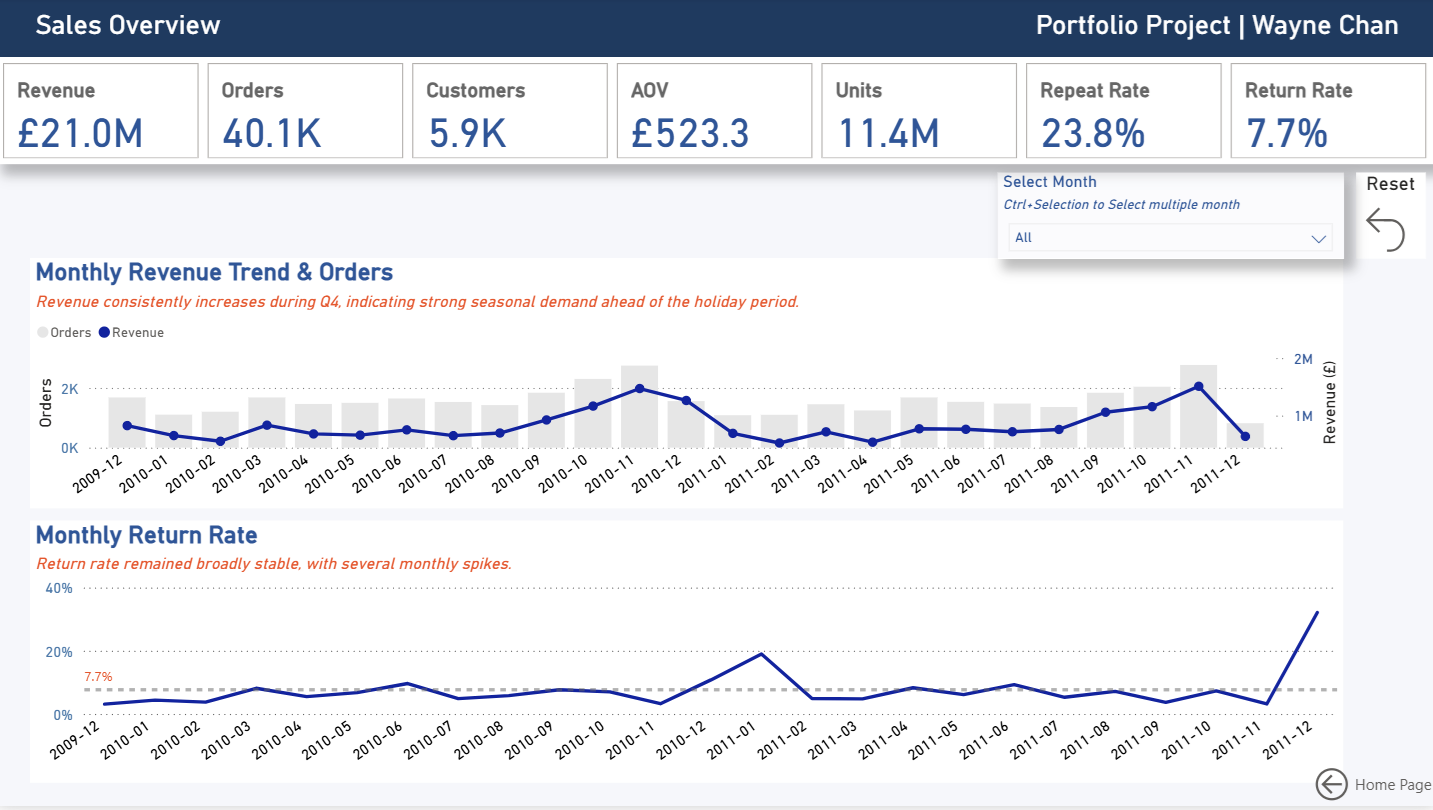 Sales Overview
Portfolio Project | Wayne Chan
Revenue
£21.0M
Orders
40.1K
Customers
5.9K
AOV
£523.3
Units
11.4M
Repeat Rate
23.8%
Return Rate
7.7%
Select Month
Ctrl+Selection to Select multiple month
All
Reset
Monthly Revenue Trend & Orders
Revenue consistently increases during Q4, indicating strong seasonal demand ahead of the holiday period.
Orders Revenue
Orders
2K
0K
2M
1M
Revenue (£)
2009-12 2010-01 2010-02 2010-03 2010-04 2010-05 2010-06 2010-07 2010-08 2010-09 2010-10 2010-11 2010-12 2011-01 2011-02 2011-03 2011-04 2011-05 2011-06 2011-07 2011-08 2011-09 2011-10 2011-11 2011-12
Monthly Return Rate
Return rate remained broadly stable, with several monthly spikes.
40%
20%
7.7%
0%
2009-12 2010-01 2010-02 2010-03 2010-04 2010-05 2010-06 2010-07 2010-08 2010-09 2010-10 2010-11 2010-12 2011-01 2011-02 2011-03 2011-04 2011-05 2011-06 2011-07 2011-08 2011-09 2011-10 2011-11 2011-12
Home Page